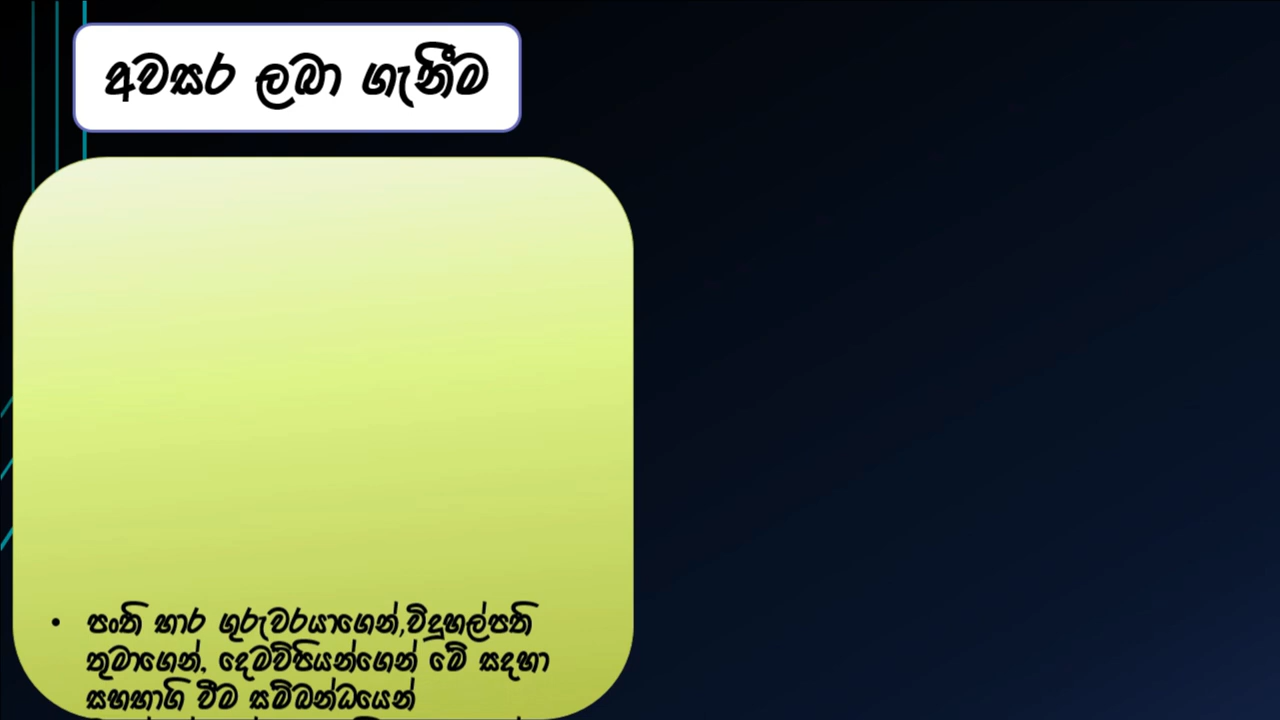 අවසර ලබා ගැනීම
• පංති භාර ගුරුවරයාගෙන්,විදුහල්පති
තුමාගෙන්, දෙමව්පියන්ගෙන් මේ සදහා
සහභාගි වීම සම්බන්ධයෙන්